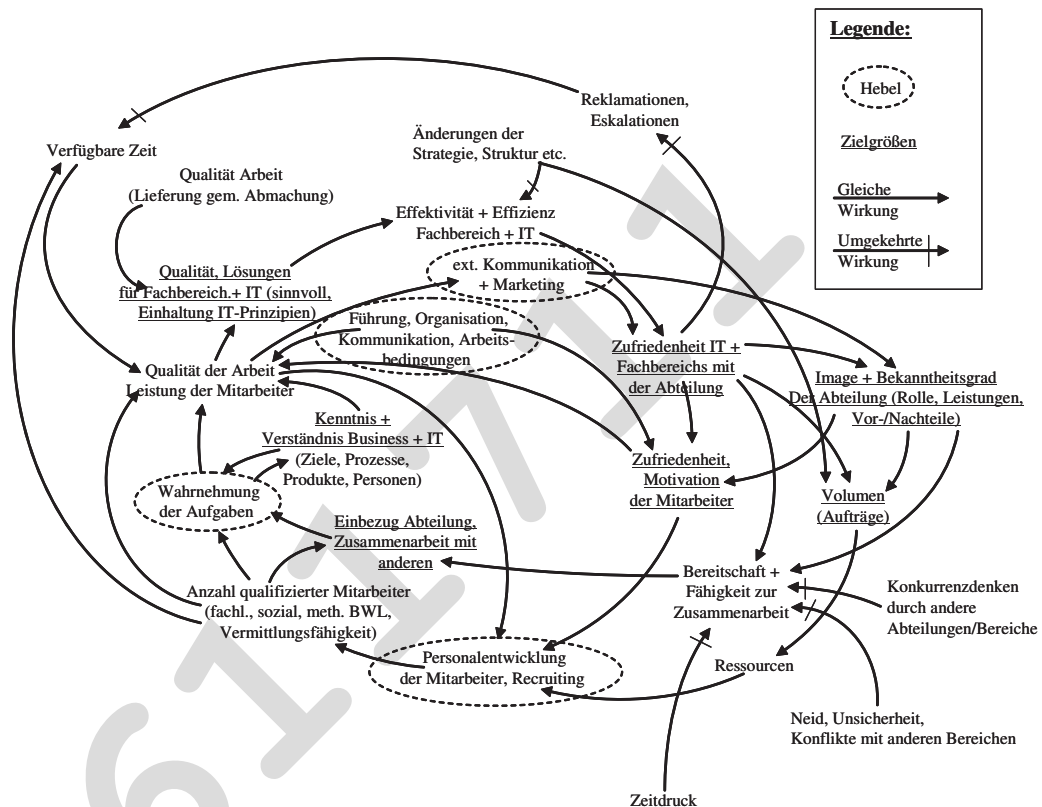 Legende:
Hebel
Zielgrößen
Gleiche
Wirkung
Umgekehrte
Wirkung
Reklamationen,
Eskalationen
Verfügbare Zeit
Änderungen der
Strategie, Struktur etc.
Qualität Arbeit
(Lieferung gem. Abmachung)
Effektivität + Effizienz
Fachbereich + IT
Qualität, Lösungen
für Fachbereich.+ IT (sinnvoll,
Einhaltung IT-Prinzipien)
ext. Kommunikation
+ Marketing
Führung, Organisation,
Kommunikation, Arbeits-
bedingungen
Zufriedenheit IT +
Fachbereichs mit
der Abteilung
Qualität der Arbeit
Leistung der Mitarbeiter
Image + Bekanntheitsgrad
Der Abteilung (Rolle, Leistungen,
Vor-/Nachteile)
Kenntnis +
Verständnis Business + IT
(Ziele, Prozesse,
Produkte, Personen)
Zufriedenheit,
Motivation
der Mitarbeiter
Wahrnehmung
der Aufgaben
Volumen
(Aufträge)
Einbezug Abteilung,
Zusammenarbeit mit
anderen
Anzahl qualifizierter Mitarbeiter
(fachl., sozial, meth. BWL,
Vermittlungsfähigkeit)
Bereitschaft +
Fähigkeit zur
Zusammenarbeit
Konkurrenzdenken
durch andere
Abteilungen/Bereiche
Personalentwicklung
der Mitarbeiter, Recruiting
Ressourcen
Neid, Unsicherheit,
Konflikte mit anderen Bereichen
Zeitdruck
611711